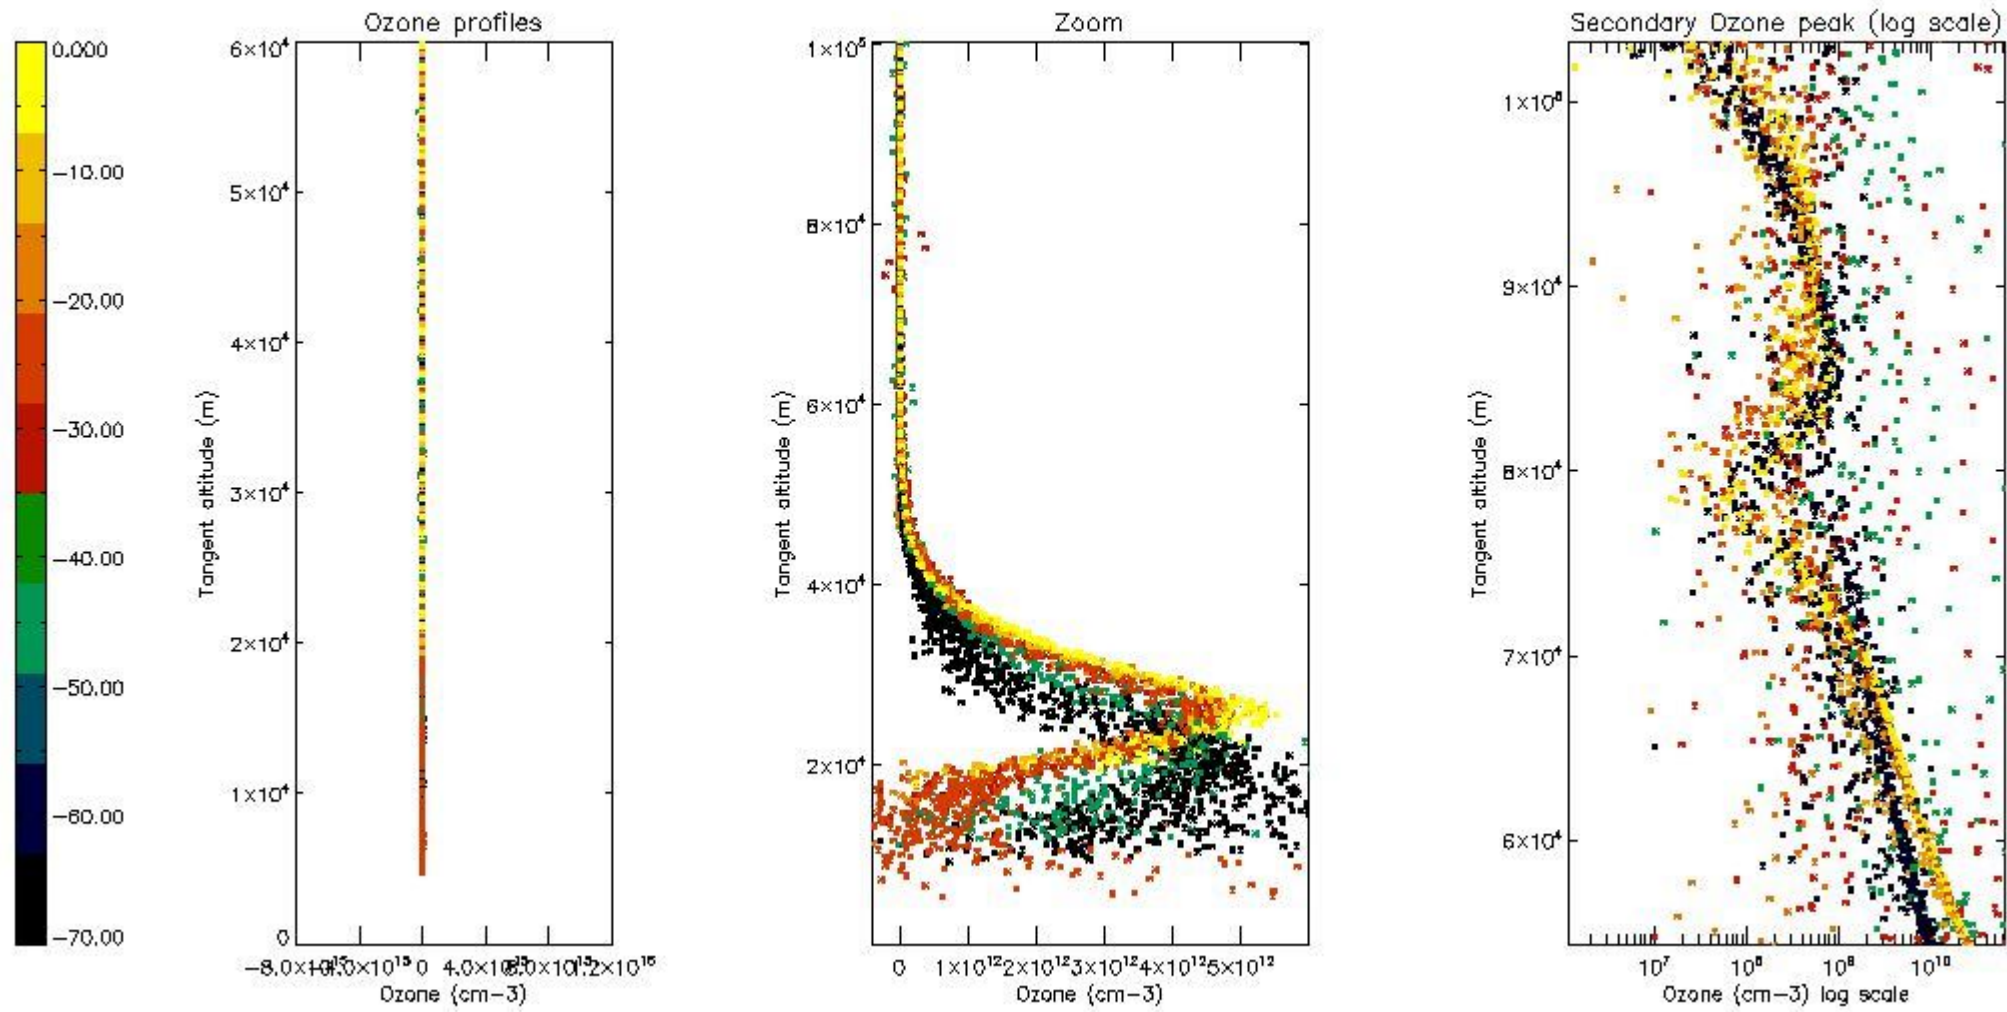 Ozone profiles
Zoom
Secondary Ozone peak (log scale)
0.000
−10.00
−20.00
−30.00
−40.00
−50.00
−60.00
−70.00
6×10⁴
5×10⁴
4×10⁴
3×10⁴
2×10⁴
1×10⁴
0
Tangent altitude (m)
0
Ozone (cm−3)
1×10⁵
8×10⁴
6×10⁴
4×10⁴
2×10⁴
Tangent altitude (m)
0 1×10¹² 2×10¹² 3×10¹² 4×10¹² 5×10¹²
Ozone (cm−3)
1×10⁵
9×10⁴
8×10⁴
7×10⁴
6×10⁴
Tangent altitude (m)
10⁷ 10⁸ 10⁹ 10¹⁰
Ozone (cm−3) log scale